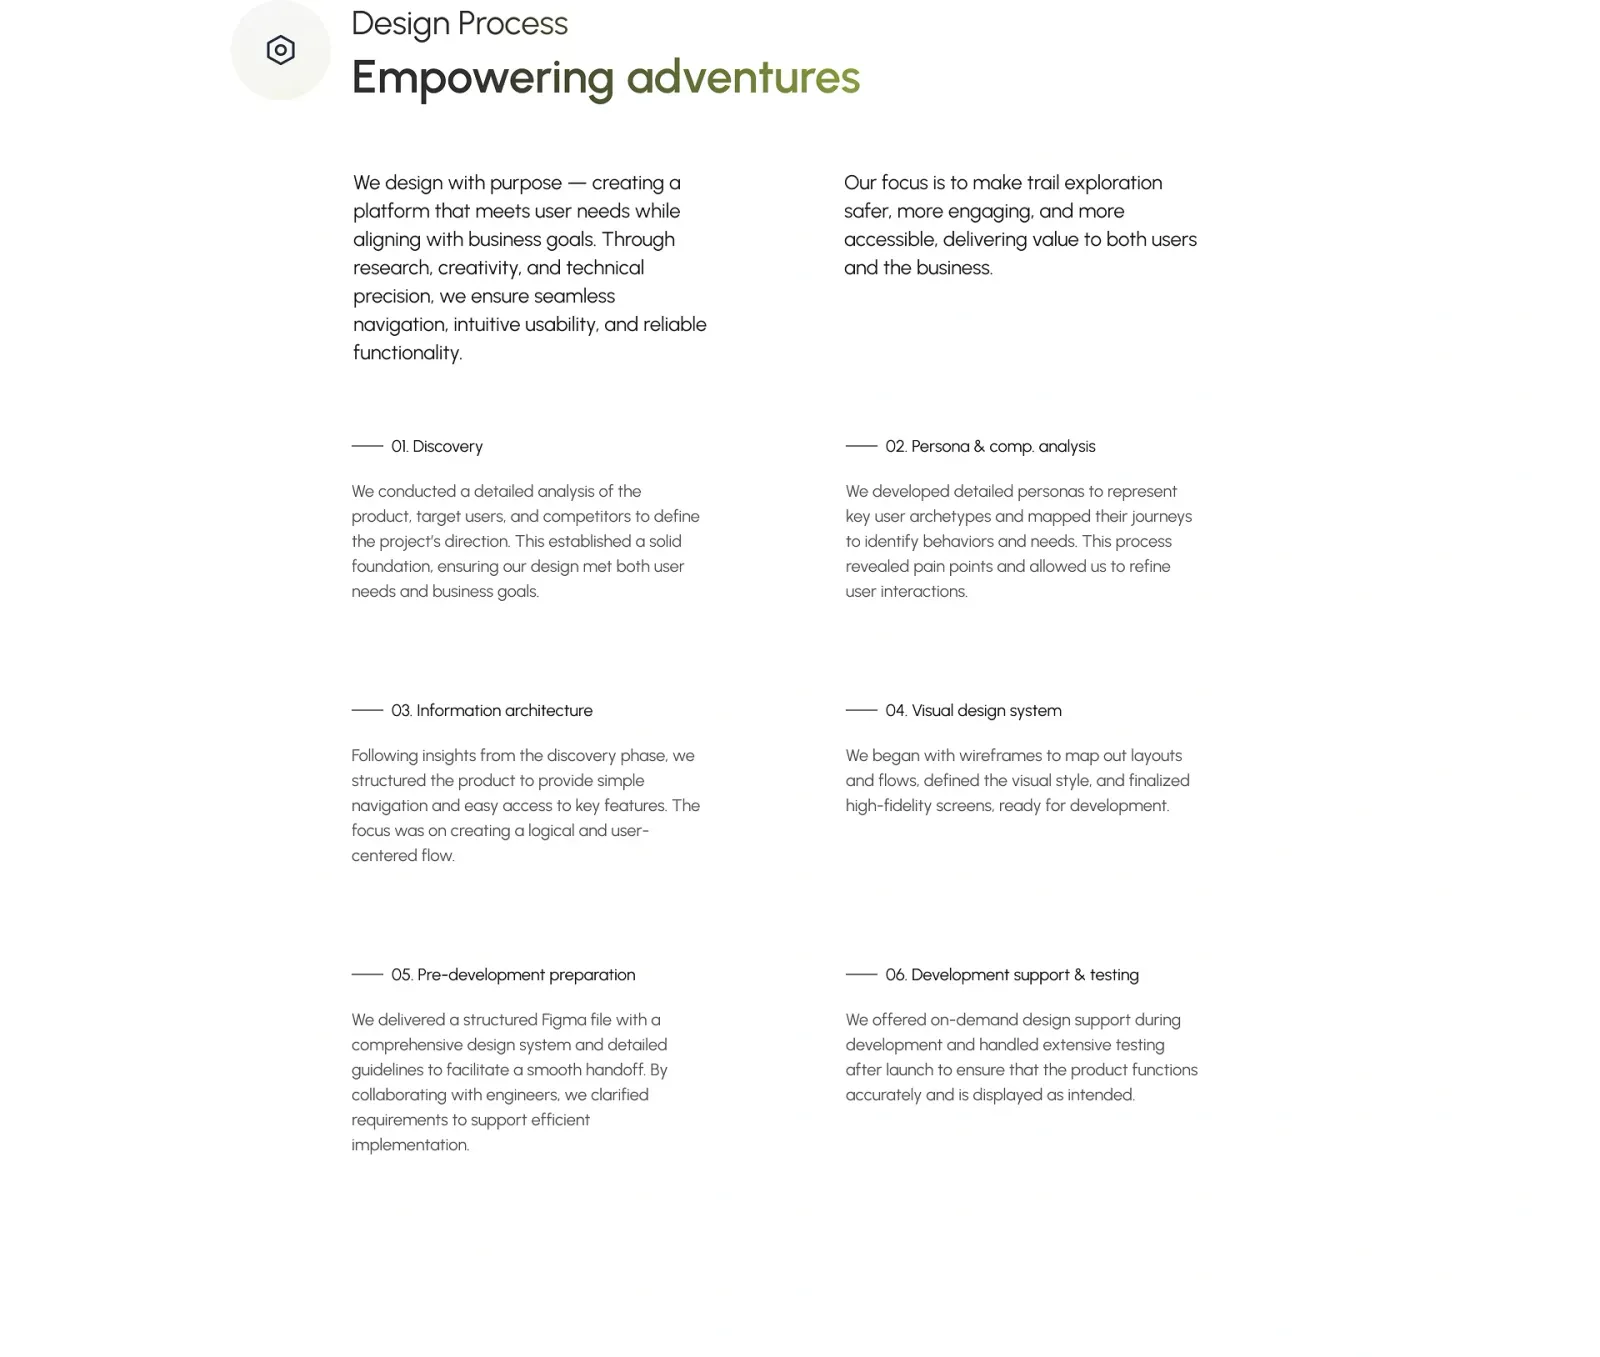 Design Process
Empowering adventures
We design with purpose — creating a
platform that meets user needs while
aligning with business goals. Through
research, creativity, and technical
precision, we ensure seamless
navigation, intuitive usability, and reliable
functionality.
Our focus is to make trail exploration
safer, more engaging, and more
accessible, delivering value to both users
and the business.
01. Discovery
We conducted a detailed analysis of the
product, target users, and competitors to define
the project's direction. This established a solid
foundation, ensuring our design met both user
needs and business goals.
02. Persona & comp. analysis
We developed detailed personas to represent
key user archetypes and mapped their journeys
to identify behaviors and needs. This process
revealed pain points and allowed us to refine
user interactions.
03. Information architecture
Following insights from the discovery phase, we
structured the product to provide simple
navigation and easy access to key features. The
focus was on creating a logical and user-
centered flow.
04. Visual design system
We began with wireframes to map out layouts
and flows, defined the visual style, and finalized
high-fidelity screens, ready for development.
05. Pre-development preparation
We delivered a structured Figma file with a
comprehensive design system and detailed
guidelines to facilitate a smooth handoff. By
collaborating with engineers, we clarified
requirements to support efficient
implementation.
06. Development support & testing
We offered on-demand design support during
development and handled extensive testing
after launch to ensure that the product functions
accurately and is displayed as intended.